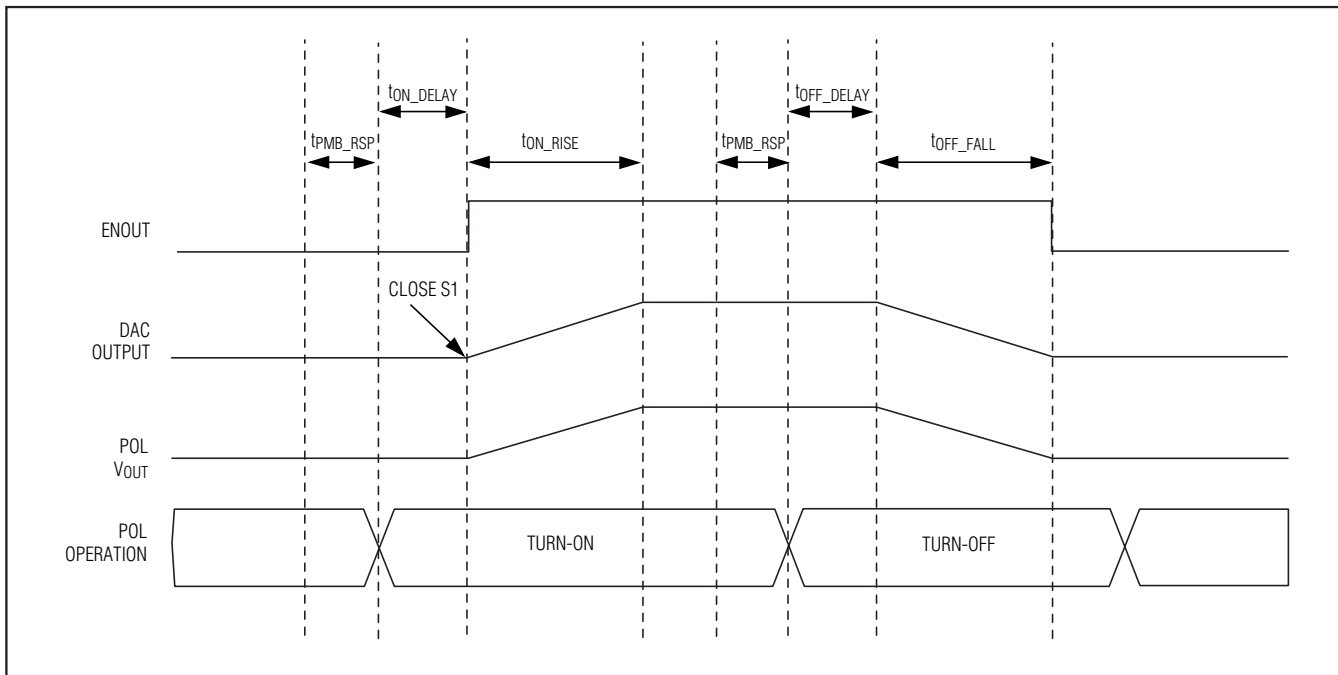 tON_DELAY
tOFF_DELAY
tPMB_RSP
tON_RISE
tPMB_RSP
tOFF_FALL
ENOUT
CLOSE S1
DAC
OUTPUT
POL
VOUT
POL
OPERATION
TURN-ON
TURN-OFF